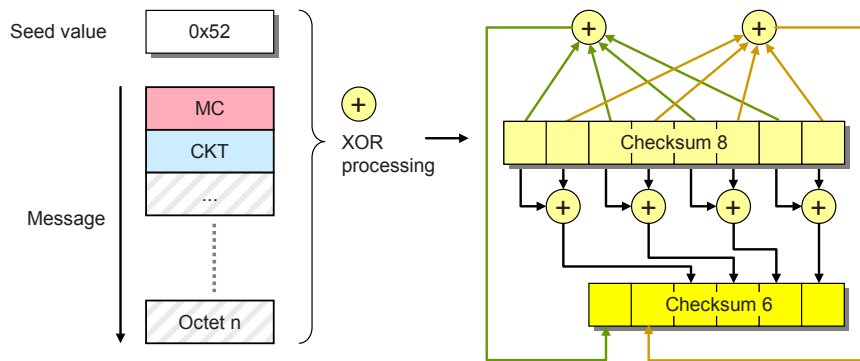 Seed value
0x52
MC
CKT
...
Message
Octet n
+
XOR
processing
+ +
Checksum 8
+ + + +
Checksum 6